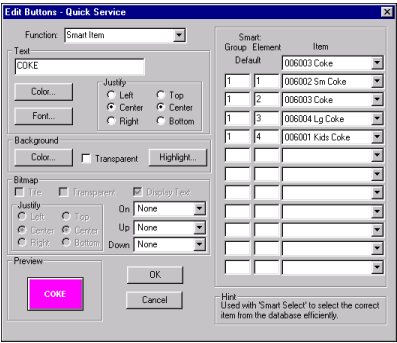 Edit Buttons - Quick Service
Function: Smart Item
Text
COKE
Color...
Font...
Justify
Left Top
Center Center
Right Bottom
Background
Color... Transparent Highlight...
Bitmap
Tile Transparent Display Text
Justify
Left Top
Center Center
Right Bottom
On None
Up None
Down None
Preview
COKE
OK
Cancel
Smart:
Group Element Item
Default 006003 Coke
1 1 006002 Sm Coke
1 2 006003 Coke
1 3 006004 Lg Coke
1 4 006001 Kids Coke
Hint
Used with 'Smart Select' to select the correct
item from the database efficiently.